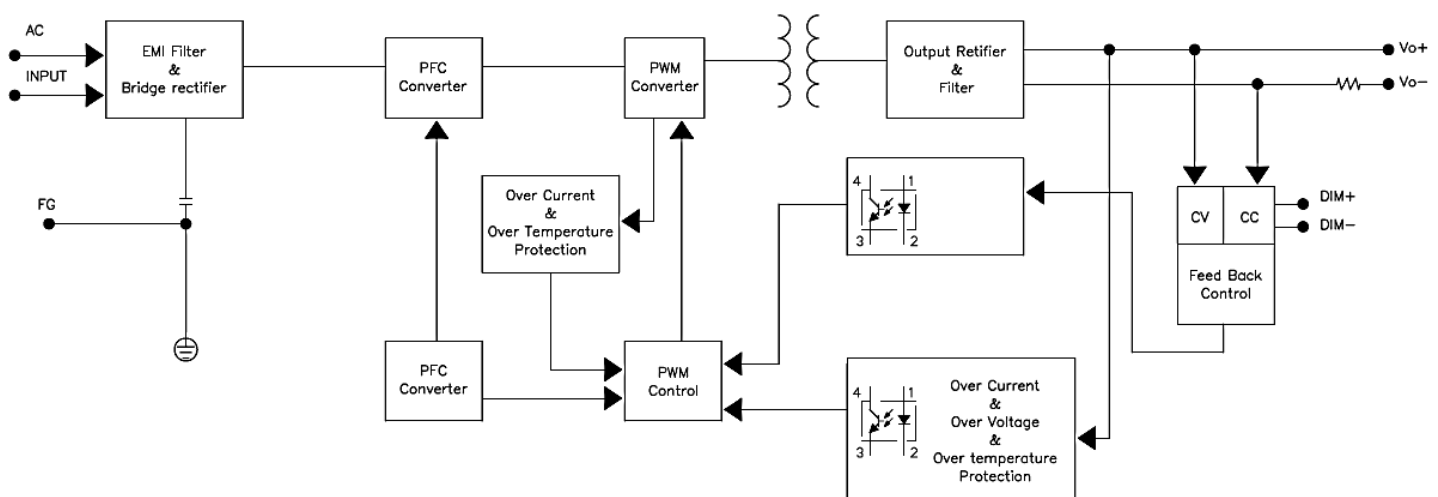 AC
INPUT
EMI Filter
&
Bridge rectifier
PFC
Converter
PWM
Converter
Output Retifier
&
Filter
Vo+
Vo-
FG
Over Current
&
Over Temperature
Protection
4
1
3
2
CV
CC
DIM+
DIM-
Feed Back
Control
PFC
Converter
PWM
Control
4
1
3
2
Over Current
&
Over Voltage
&
Over temperature
Protection